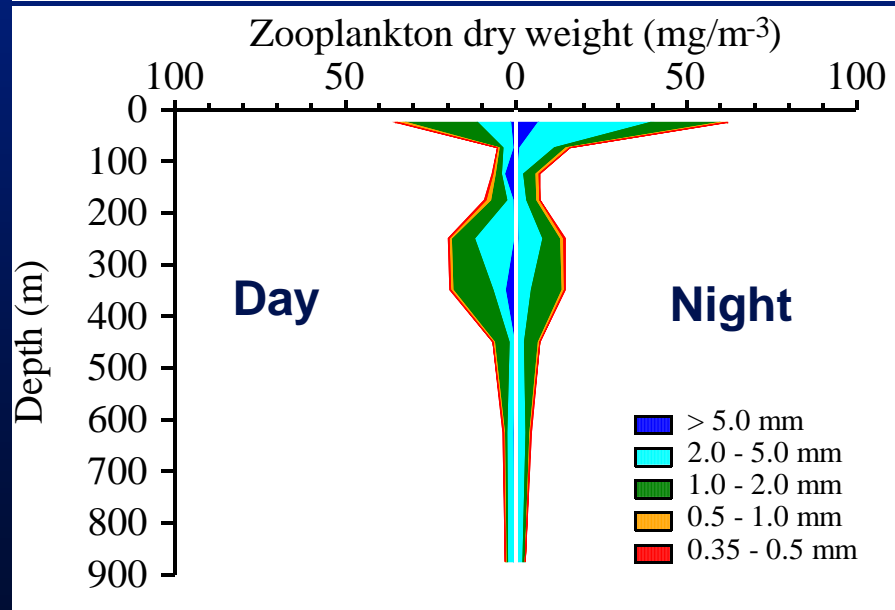 Zooplankton dry weight (mg/m-3)
100 50 0 50 100
0
100
200
300
400
500
600
700
800
900
Depth (m)
Day
Night
> 5.0 mm
2.0 - 5.0 mm
1.0 - 2.0 mm
0.5 - 1.0 mm
0.35 - 0.5 mm